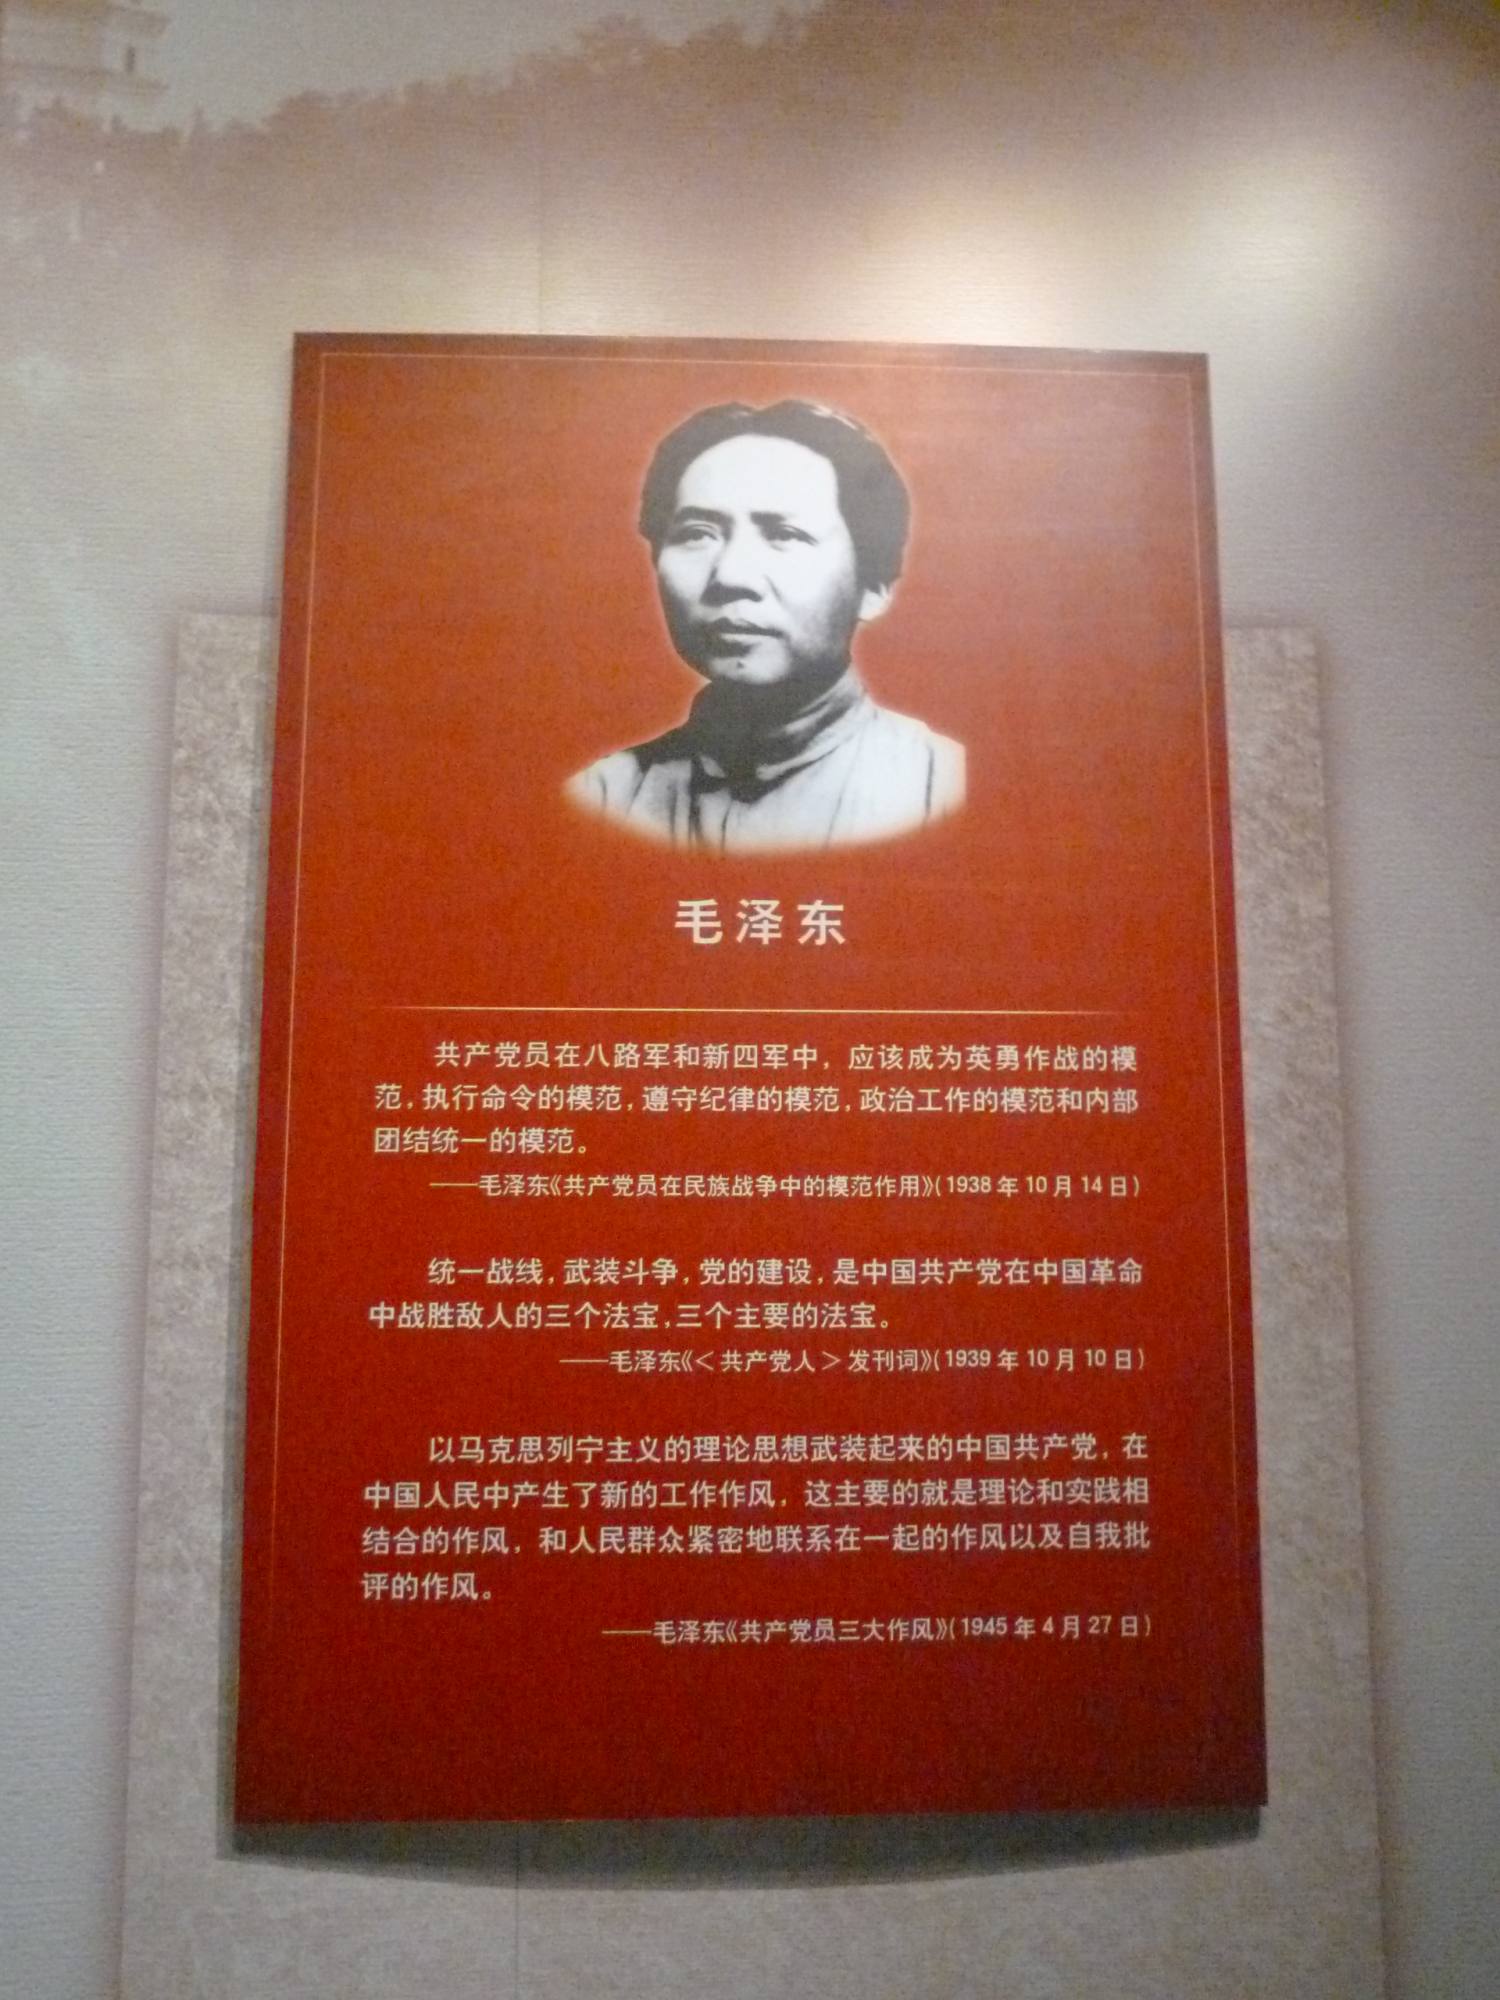 毛泽东
共产党员在八路军和新四军中，应该成为英勇作战的模
范，执行命令的模范，遵守纪律的模范，政治工作的模范和内部
团结统一的模范。
——毛泽东《共产党员在民族战争中的模范作用》（1938年10月14日）
统一战线，武装斗争，党的建设，是中国共产党在中国革命
中战胜敌人的三个法宝，三个主要的法宝。
——毛泽东《＜共产党人＞发刊词》（1939年10月10日）
以马克思列宁主义的理论思想武装起来的中国共产党，在
中国人民中产生了新的工作作风，这主要的就是理论和实践相
结合的作风，和人民群众紧密地联系在一起的作风以及自我批
评的作风。
——毛泽东《共产党员三大作风》（1945年4月27日）